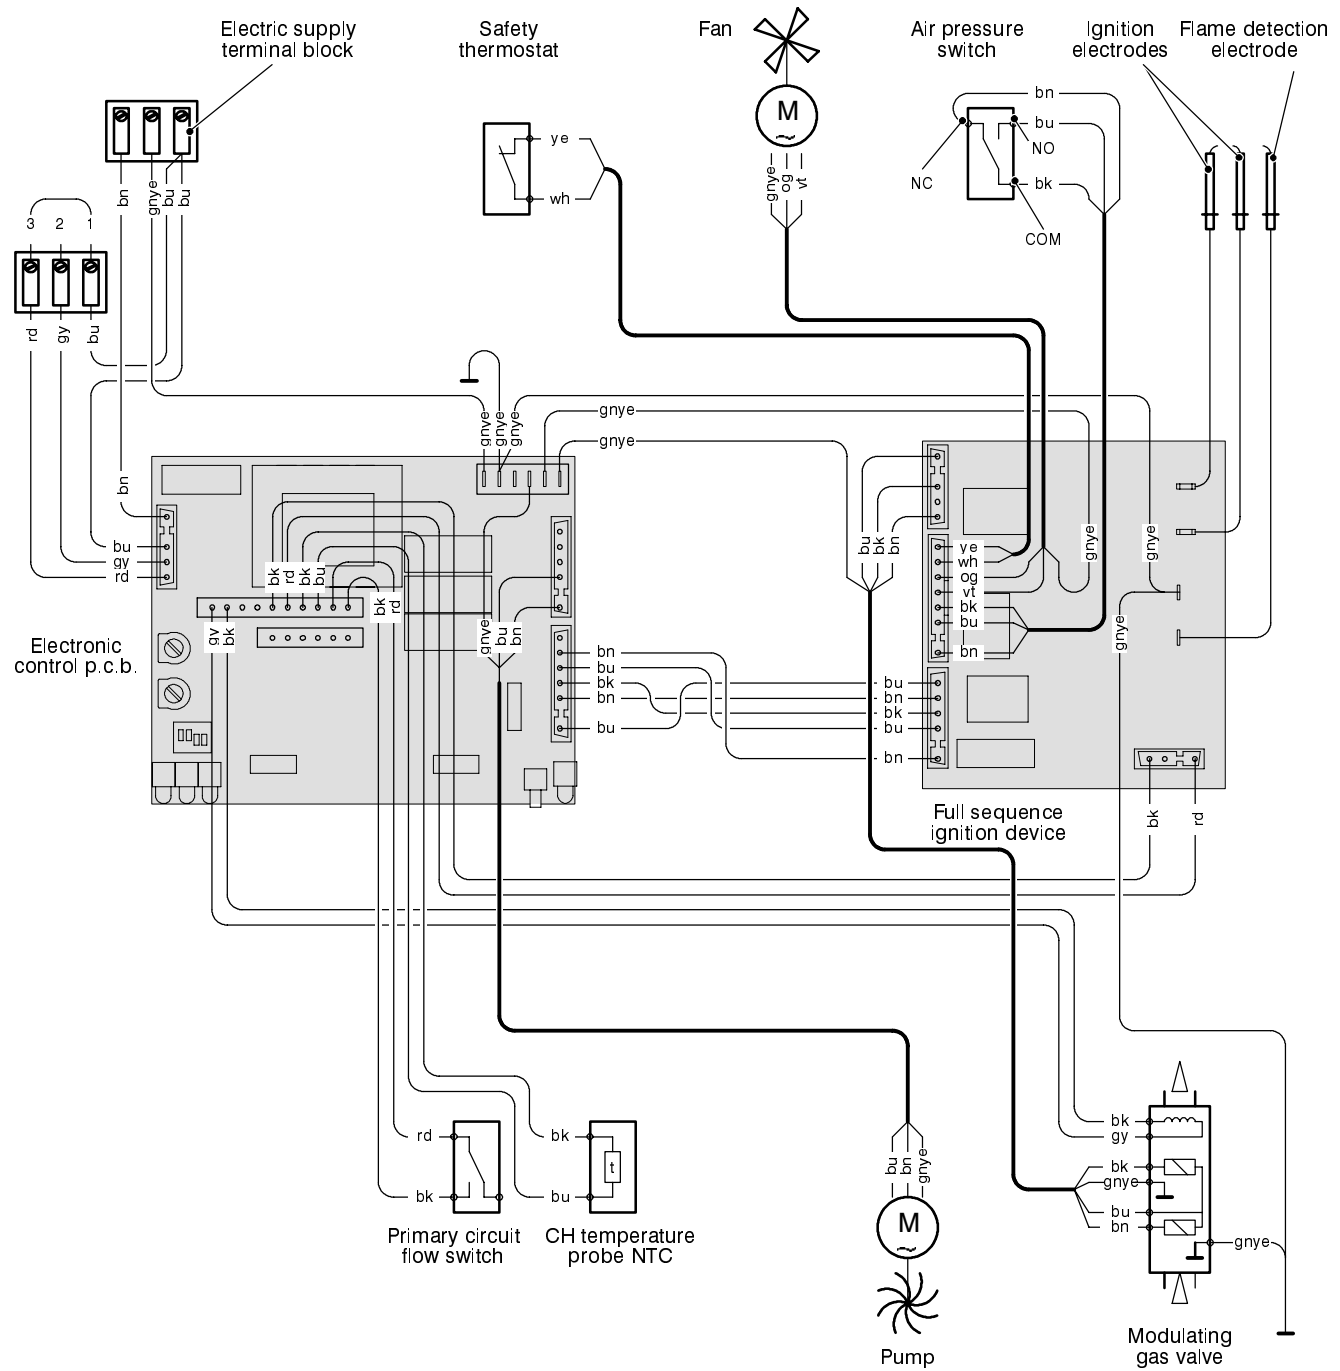 Electric supply
terminal block
Safety
thermostat
Fan
Air pressure
switch
Ignition
electrodes
Flame detection
electrode
M
bn
bu
NO
bk
NC
COM
ye
wh
gnye
og
vt
bn
gnye
bu
bu
3 2 1
rd
gy
bu
gnye
gnye
gnye
gnye
gnye
bn
bu
gy
rd
bk
rd
bk
bu
bk
rd
gy
bk
gnye
bu
bn
bu
bk
bn
ye
wh
og
vt
bk
bu
bn
gnye
gnye
gnye
Electronic
control p.c.b.
bn
bu
bk
bn
bu
bu
bn
bk
bu
bn
Full sequence
ignition device
bk
rd
rd
bk
bk
bu
t
Primary circuit
flow switch
CH temperature
probe NTC
bu
bn
gnye
M
Pump
bk
gy
bk
gnye
bu
bn
gnye
Modulating
gas valve